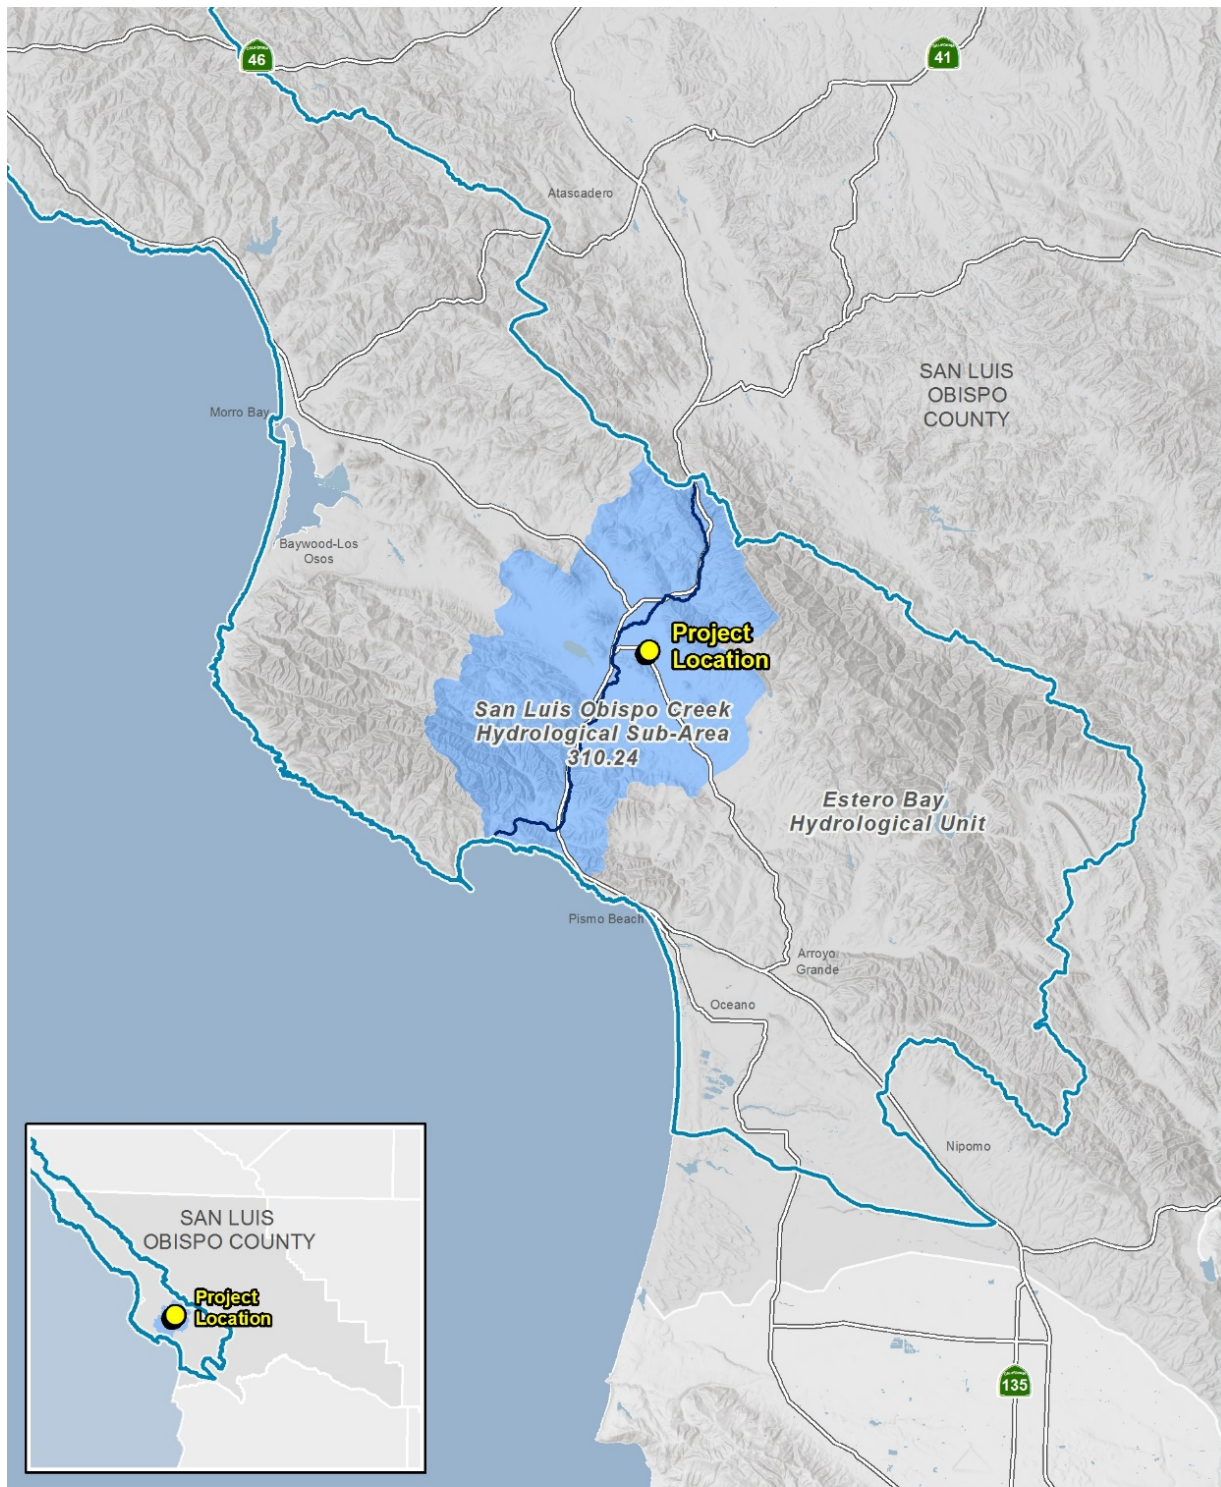 46
41
Atascadero
SAN LUIS
OBISPO
COUNTY
Morro Bay
Baywood-Los
Osos
Project
Location
San Luis Obispo Creek
Hydrological Sub-Area
310.24
Estero Bay
Hydrological Unit
Pismo Beach
Arroyo
Grande
Oceano
Nipomo
SAN LUIS
OBISPO COUNTY
Project
Location
135